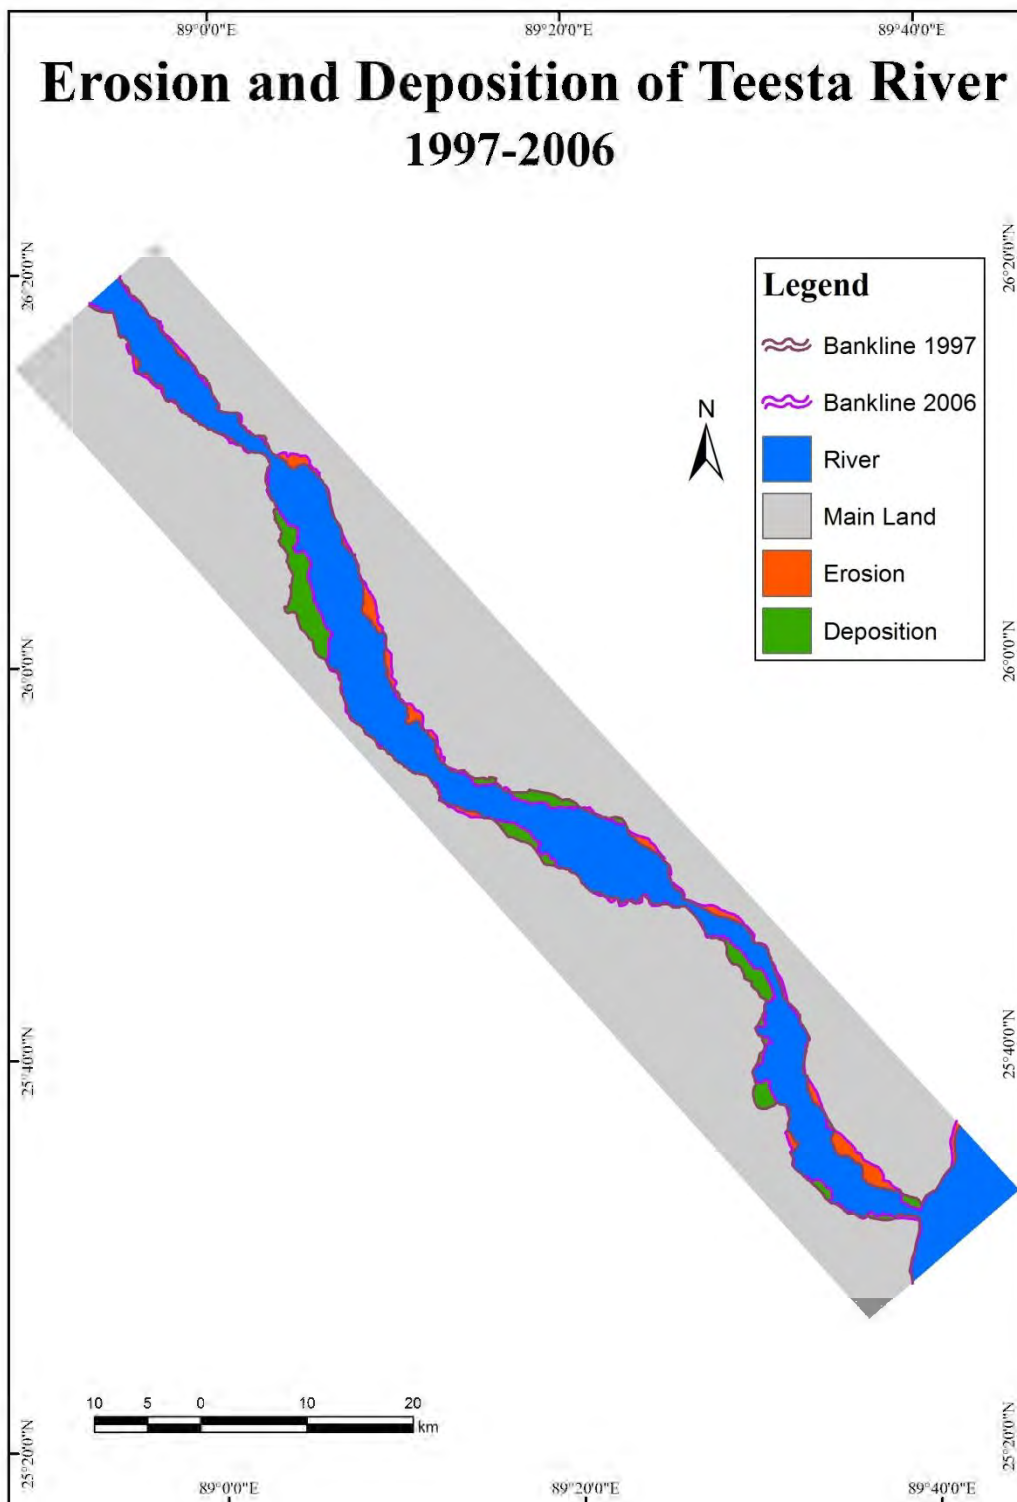 89°0'0"E 89°20'0"E 89°40'0"E
Erosion and Deposition of Teesta River
1997-2006
26°20'0"N 26°20'0"N
Legend
Bankline 1997
Bankline 2006
N
River
Main Land
Erosion
Deposition
26°0'0"N 26°0'0"N
25°40'0"N 25°40'0"N
10 5 0 10 20
km
25°20'0"N 25°20'0"N
89°0'0"E 89°20'0"E 89°40'0"E